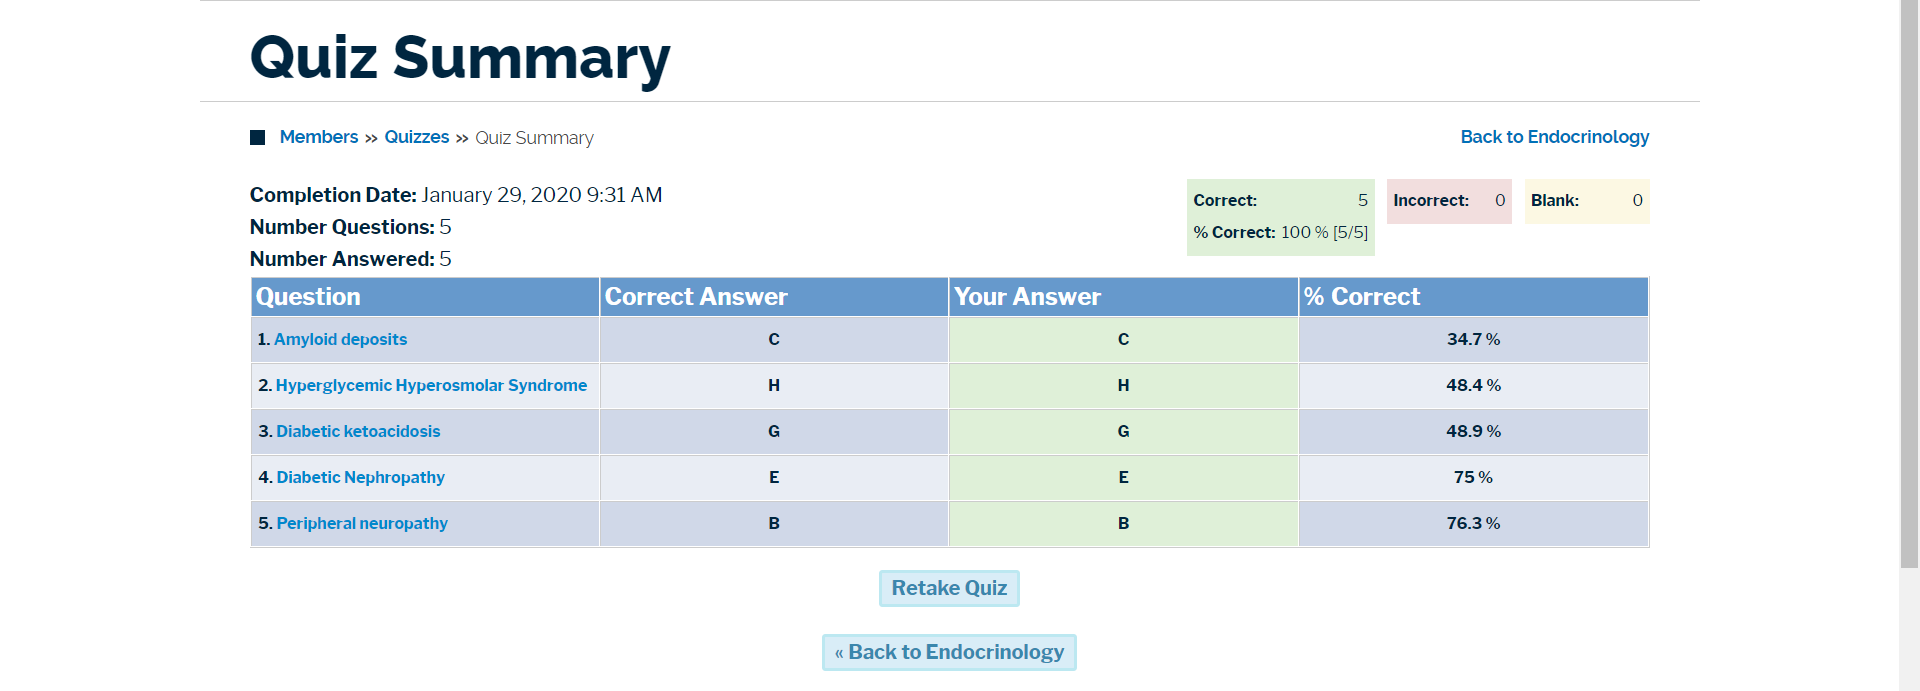 Quiz Summary
Members » Quizzes » Quiz Summary
Back to Endocrinology
Completion Date: January 29, 2020 9:31 AM
Number Questions: 5
Number Answered: 5
Correct: 5
% Correct: 100 % [5/5]
Incorrect: 0
Blank: 0
Question Correct Answer Your Answer % Correct
1. Amyloid deposits C C 34.7 %
2. Hyperglycemic Hyperosmolar Syndrome H H 48.4 %
3. Diabetic ketoacidosis G G 48.9 %
4. Diabetic Nephropathy E E 75 %
5. Peripheral neuropathy B B 76.3 %
Retake Quiz
« Back to Endocrinology